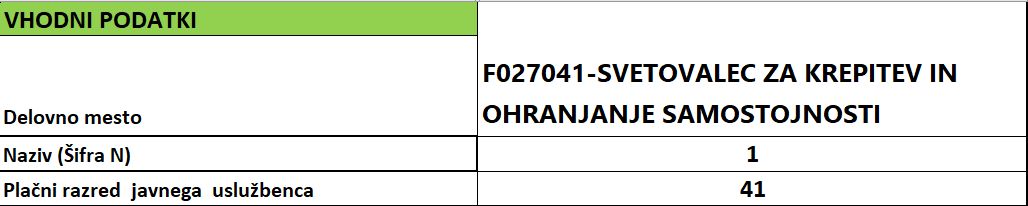 VHODNI PODATKI
F027041-SVETOVALEC ZA KREPITEV IN
OHRANJANJE SAMOSTOJNOSTI
Delovno mesto
Naziv (Šifra N) 1
Plačni razred javnega uslužbenca 41